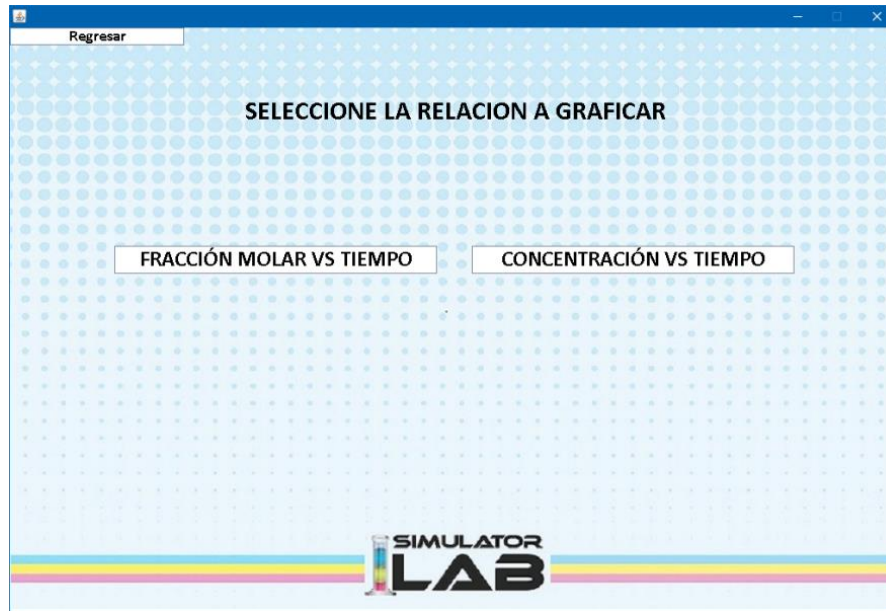 Regresar
SELECCIONE LA RELACION A GRAFICAR
FRACCIÓN MOLAR VS TIEMPO
CONCENTRACIÓN VS TIEMPO
SIMULATOR
LAB